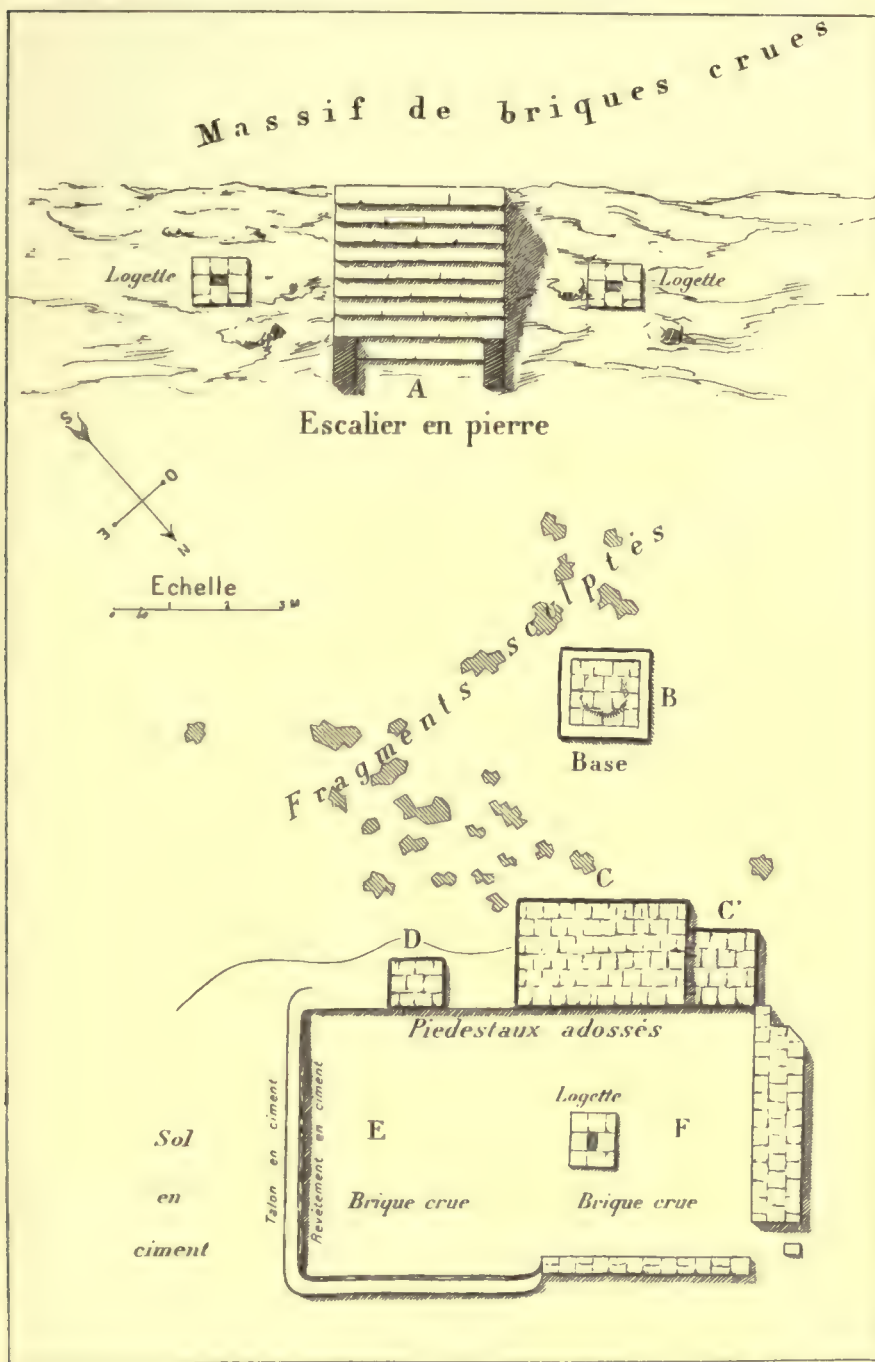 Massif de briques crues
Logette
Logette
A
Escalier en pierre
S
O
3
N
Echelle
Fragments sculptés
B
Base
C
C'
D
Piedestaux adossés
Talon en ciment
Revêtement en ciment
Logette
E
F
Sol
en
ciment
Brique crue
Brique crue